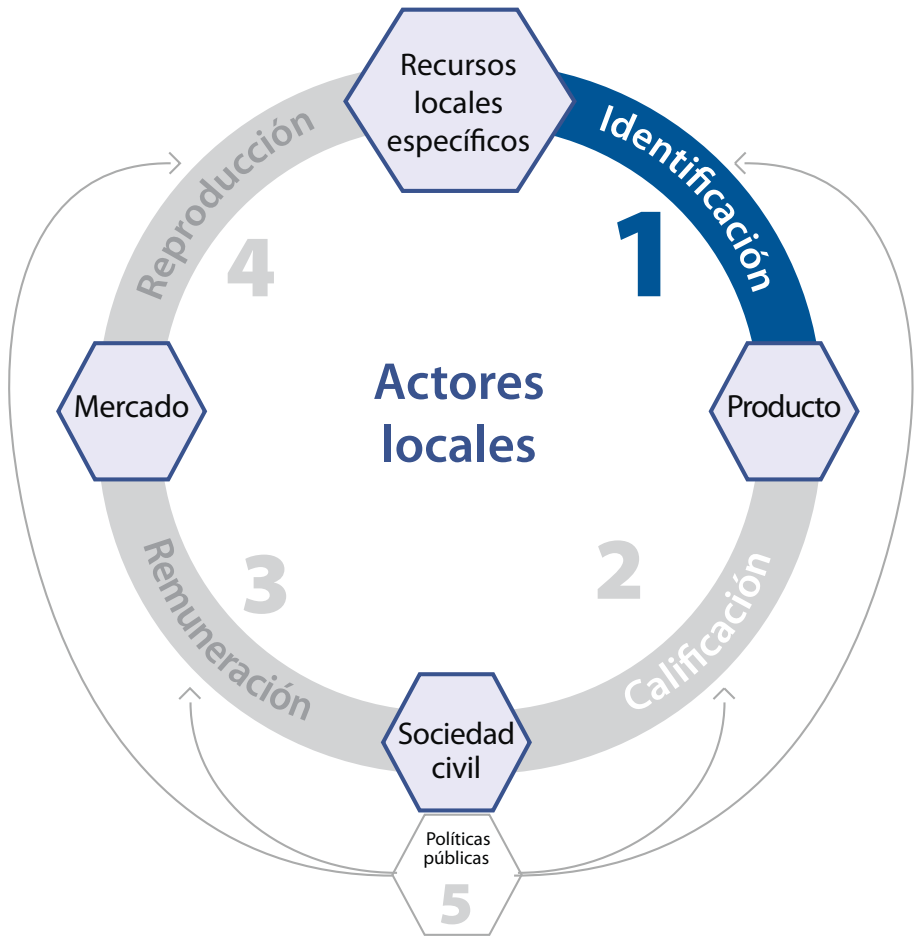 Recursos
locales
específicos
Identificación
1
Producto
Calificación
2
Sociedad
civil
Remuneración
3
Mercado
Reproducción
4
Actores
locales
Políticas
públicas
5